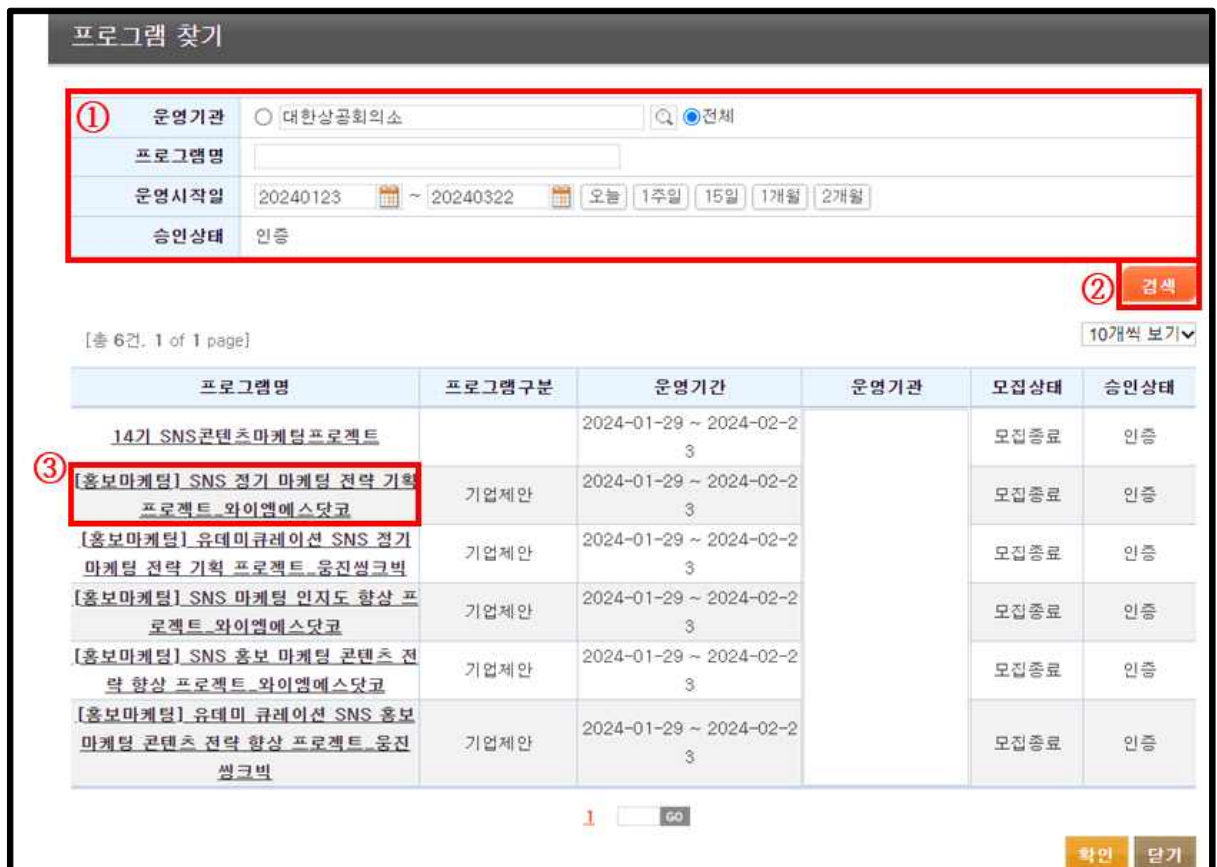 프로그램 찾기
① 운영기관 대한상공회의소 전체
프로그램명
운영시작일 20240123 ~ 20240322 오늘 1주일 15일 1개월 2개월
승인상태 인증
② 검색
[총 6건. 1 of 1 page] 10개씩 보기
프로그램명 프로그램구분 운영기간 운영기관 모집상태 승인상태
14기 SNS콘텐츠마케팅프로젝트 2024-01-29 ~ 2024-02-2
3 모집종료 인증
③ [홍보마케팅] SNS 정기 마케팅 전략 기획
프로젝트_와이엠에스닷코 기업제안 2024-01-29 ~ 2024-02-2
3 모집종료 인증
[홍보마케팅] 유데미큐레이션 SNS 정기
마케팅 전략 기획 프로젝트_웅진씽크빅 기업제안 2024-01-29 ~ 2024-02-2
3 모집종료 인증
[홍보마케팅] SNS 마케팅 인지도 향상 프
로젝트_와이엠에스닷코 기업제안 2024-01-29 ~ 2024-02-2
3 모집종료 인증
[홍보마케팅] SNS 홍보 마케팅 콘텐츠 전
략 향상 프로젝트_와이엠에스닷코 기업제안 2024-01-29 ~ 2024-02-2
3 모집종료 인증
[홍보마케팅] 유데미 큐레이션 SNS 홍보
마케팅 콘텐츠 전략 향상 프로젝트_웅진
씽크빅 기업제안 2024-01-29 ~ 2024-02-2
3 모집종료 인증
1 GO
확인 닫기